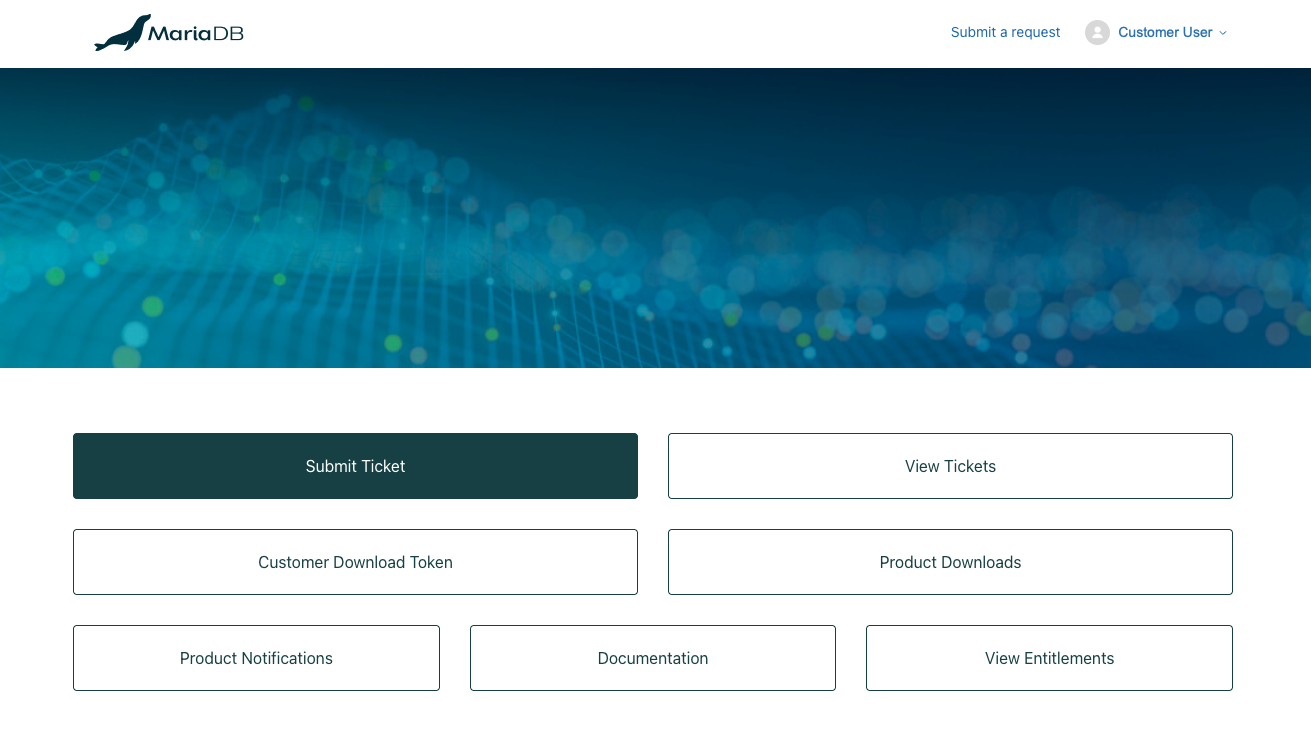 MariaDB
Submit a request
Customer User
Submit Ticket
View Tickets
Customer Download Token
Product Downloads
Product Notifications
Documentation
View Entitlements